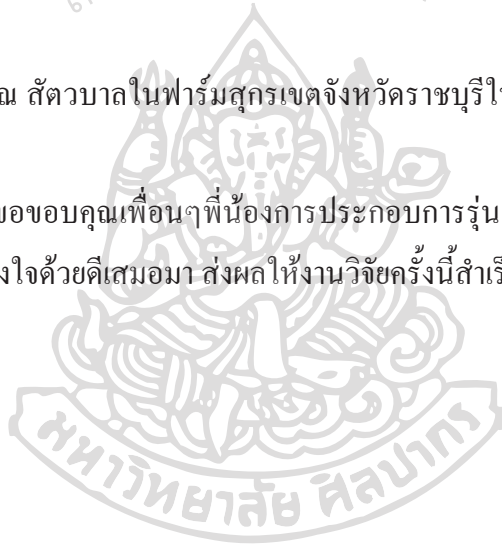 ณ สัตวบาลในฟาร์มสุกรเขตจังหวัดราชบุรีใ
ขอขอบคุณเพื่อนๆพี่น้องการประกอบการรุ่น
งใจด้วยดีเสมอมา ส่งผลให้งานวิจัยครั้งนี้สำเร็
มหาวิทยาลัย ศิลปากร